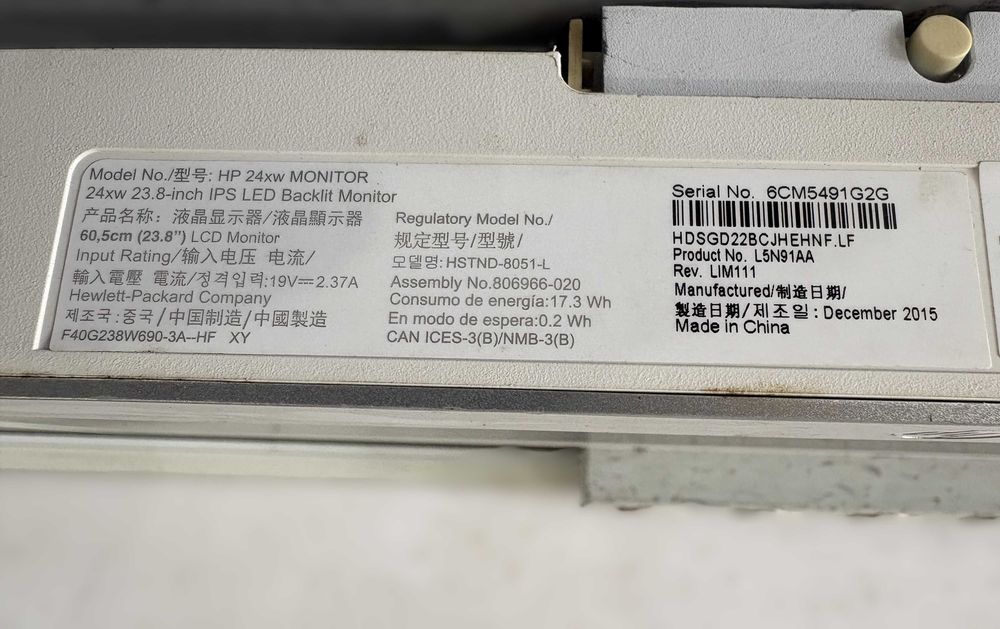 Model No./型号: HP 24xw MONITOR
24xw 23.8-inch IPS LED Backlit Monitor
产品名称：液晶显示器/液晶顯示器
60,5cm (23.8”) LCD Monitor
Input Rating/输入电压 电流/
輸入電壓 電流/정격입력:19V⎓2.37A
Hewlett-Packard Company
제조국:중국/中国制造/中國製造
F40G238W690-3A--HF XY
Regulatory Model No./
规定型号/型號/
모델명:HSTND-8051-L
Assembly No.806966-020
Consumo de energía:17.3 Wh
En modo de espera:0.2 Wh
CAN ICES-3(B)/NMB-3(B)
Serial No. 6CM5491G2G
HDSGD22BCJHEHNF.LF
Product No. L5N91AA
Rev. LIM111
Manufactured/制造日期/
製造日期/제조일: December 2015
Made in China